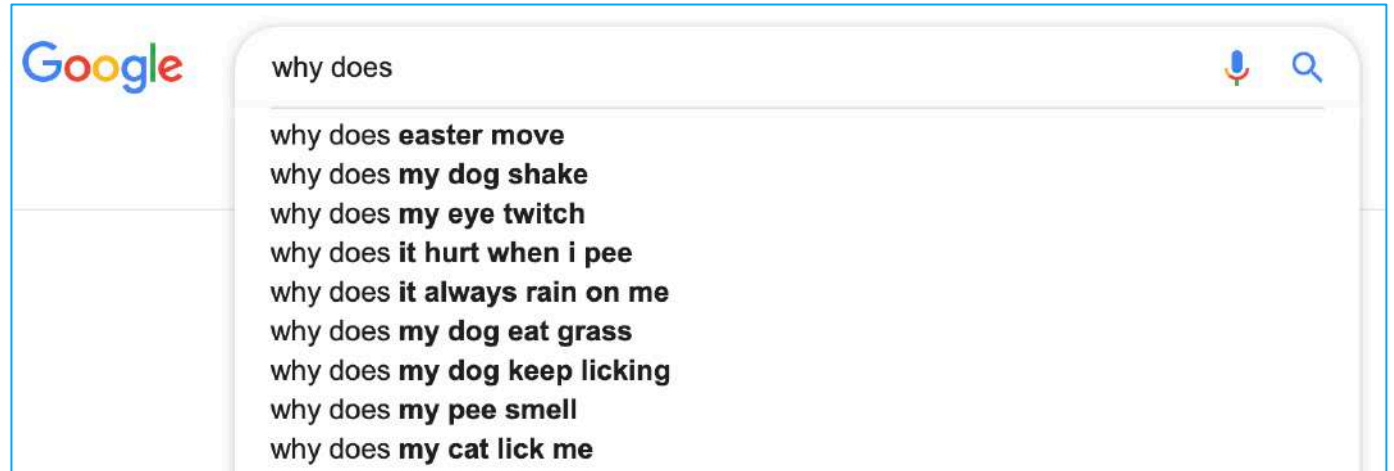 Google
why does
why does easter move
why does my dog shake
why does my eye twitch
why does it hurt when i pee
why does it always rain on me
why does my dog eat grass
why does my dog keep licking
why does my pee smell
why does my cat lick me